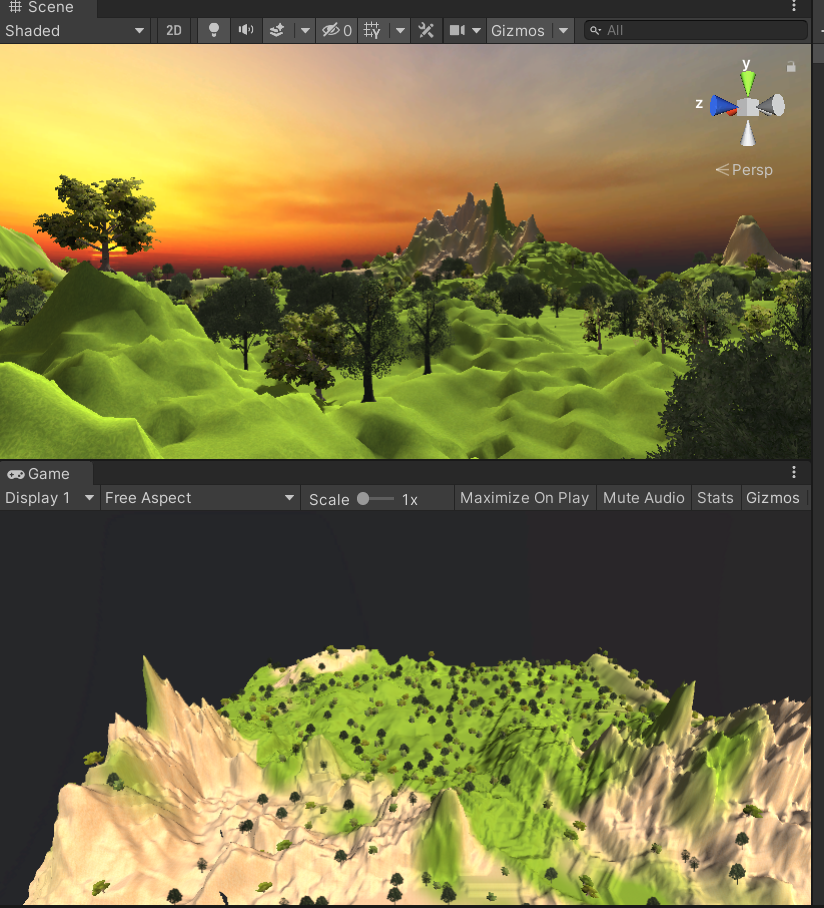 Scene
Shaded 2D 0 Gizmos All
y
z
Persp
Game
Display 1 Free Aspect Scale 1x Maximize On Play Mute Audio Stats Gizmos